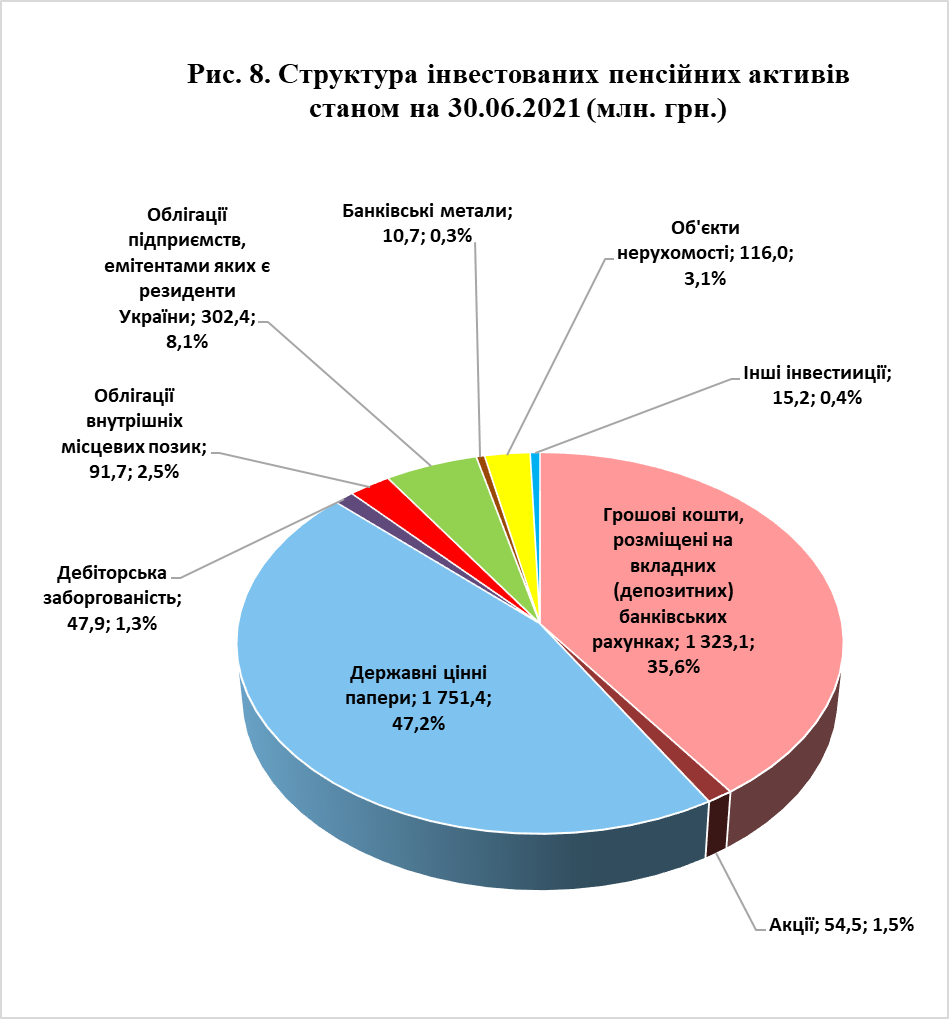 Рис. 8. Структура інвестованих пенсійних активів
станом на 30.06.2021 (млн. грн.)
Облігації
підприємств,
емітентами яких є
резиденти
України; 302,4;
8,1%
Банківські метали;
10,7; 0,3%
Об'єкти
нерухомості; 116,0;
3,1%
Інші інвестииції;
15,2; 0,4%
Облігації
внутрішніх
місцевих позик;
91,7; 2,5%
Дебіторська
заборгованість;
47,9; 1,3%
Грошові кошти,
розміщені на
вкладних
(депозитних)
банківських
рахунках; 1 323,1;
35,6%
Державні цінні
папери; 1 751,4;
47,2%
Акції; 54,5; 1,5%